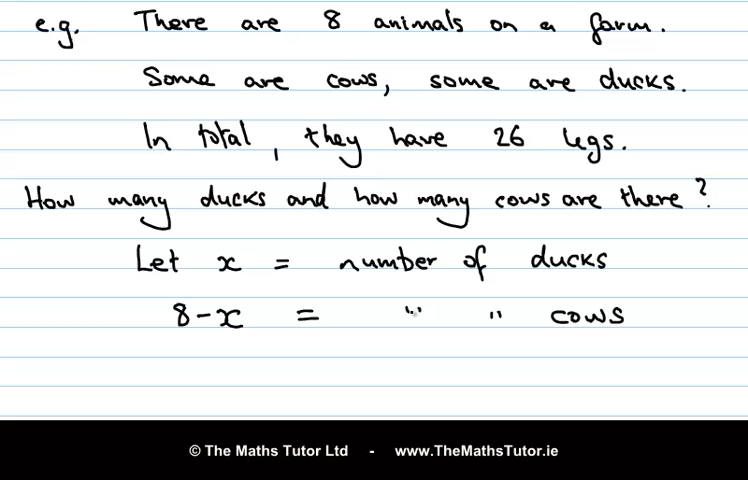 e.g. There are 8 animals on a farm.
Some are cows, some are ducks.
In total, they have 26 legs.
How many ducks and how many cows are there?
Let x = number of ducks
8-x = " " cows
© The Maths Tutor Ltd - www.TheMathsTutor.ie